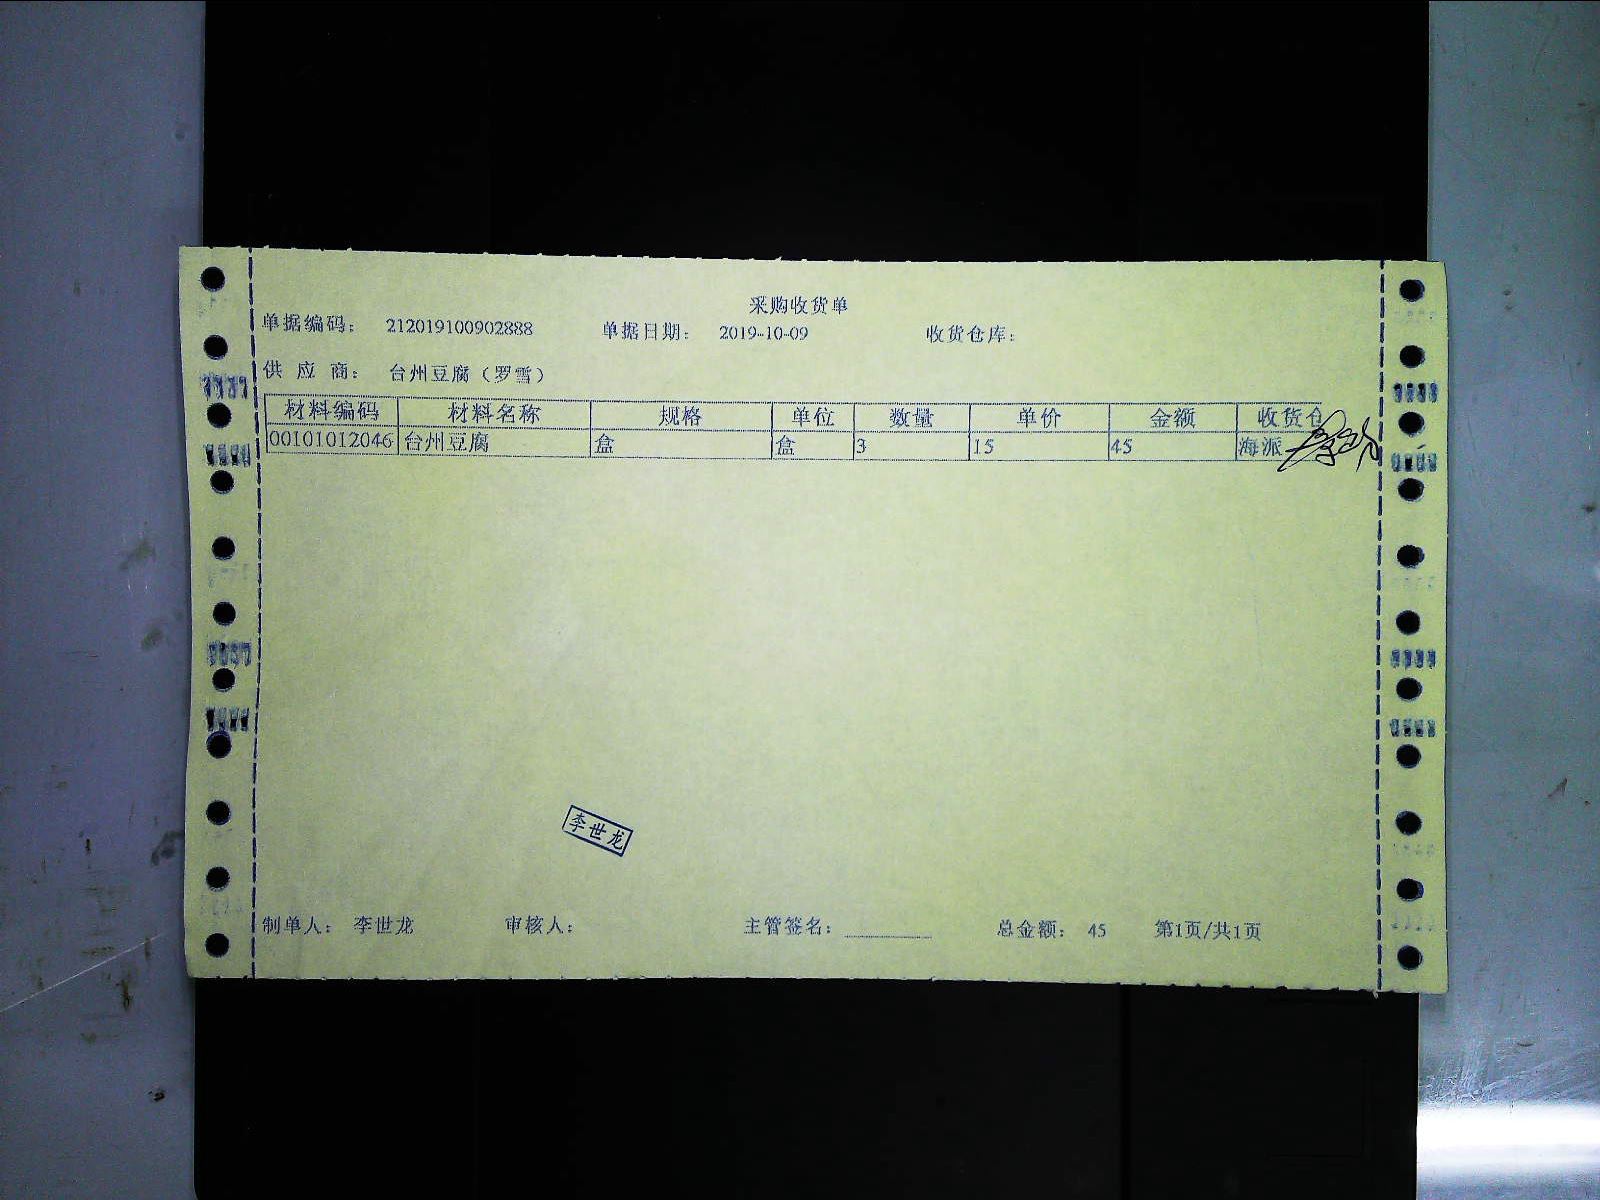 采购收货单
单据编码： 212019100902888 单据日期： 2019-10-09 收货仓库：
供 应 商： 台州豆腐（罗雪）
材料编码 材料名称 规格 单位 数量 单价 金额 收货仓
00101012046 台州豆腐 盒 盒 3 15 45 海派
李世龙
制单人： 李世龙 审核人： 主管签名： 总金额： 45 第1页/共1页